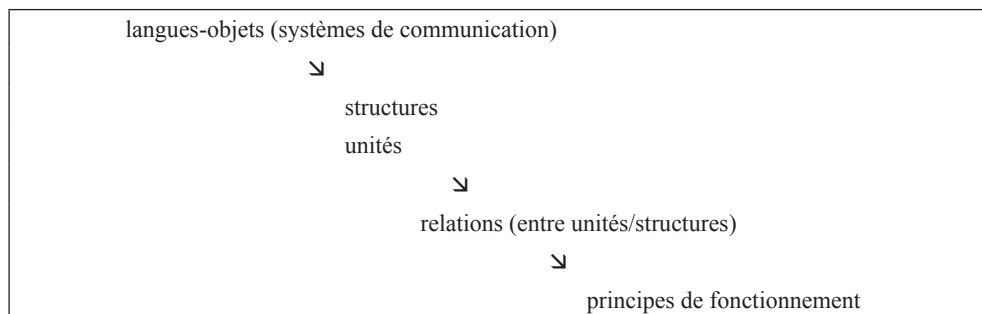 langues-objets (systèmes de communication)
↘
structures
unités
↘
relations (entre unités/structures)
↘
principes de fonctionnement